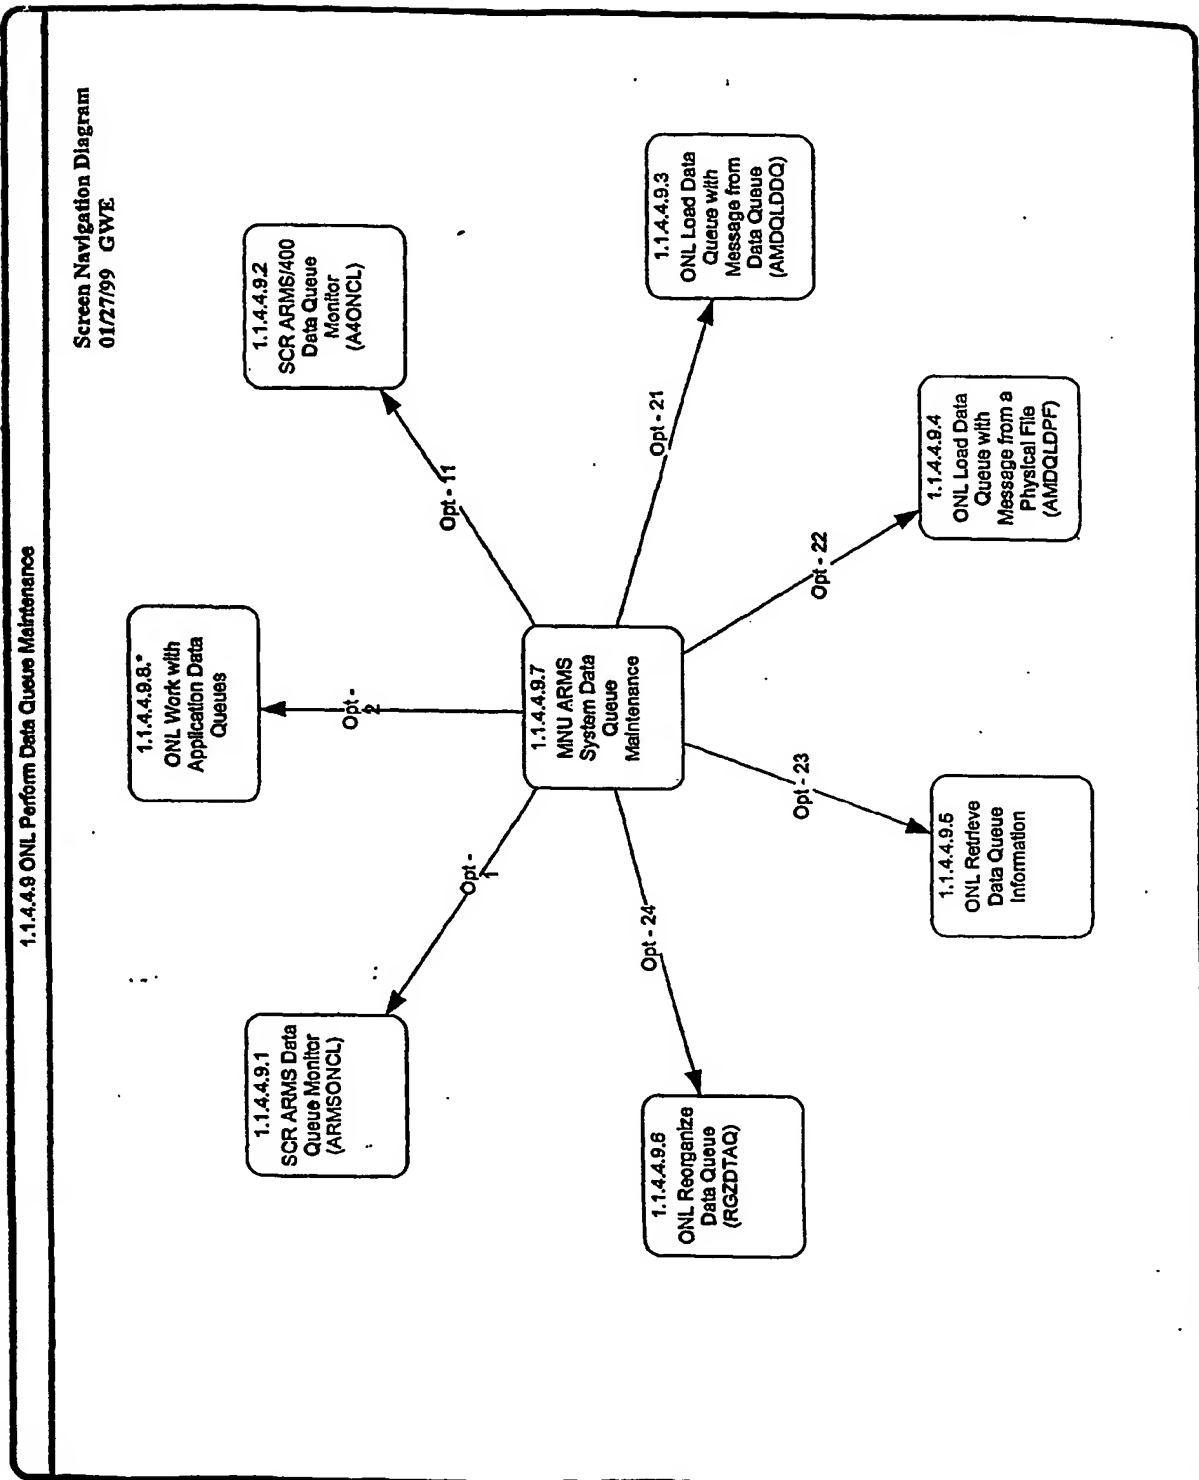 1.1.4.4.9 ONL Perform Data Queue Maintenance
Screen Navigation Diagram
01/27/99 GWE
1.1.4.4.9.8.*
ONL Work with
Application Data
Queues
1.1.4.4.9.1
SCR ARMS Data
Queue Monitor
(ARMSONCL)
1.1.4.4.9.2
SCR ARMS/400
Data Queue
Monitor
(A4ONCL)
Opt -
1
Opt -
2
Opt - 11
1.1.4.4.9.7
MNU ARMS
System Data
Queue
Maintenance
Opt - 24
Opt - 21
1.1.4.4.9.6
ONL Reorganize
Data Queue
(RGZDTAQ)
1.1.4.4.9.3
ONL Load Data
Queue with
Message from
Data Queue
(AMDQLDDQ)
Opt - 23
Opt - 22
1.1.4.4.9.5
ONL Retrieve
Data Queue
Information
1.1.4.4.9.4
ONL Load Data
Queue with
Message from a
Physical File
(AMDQLDPF)